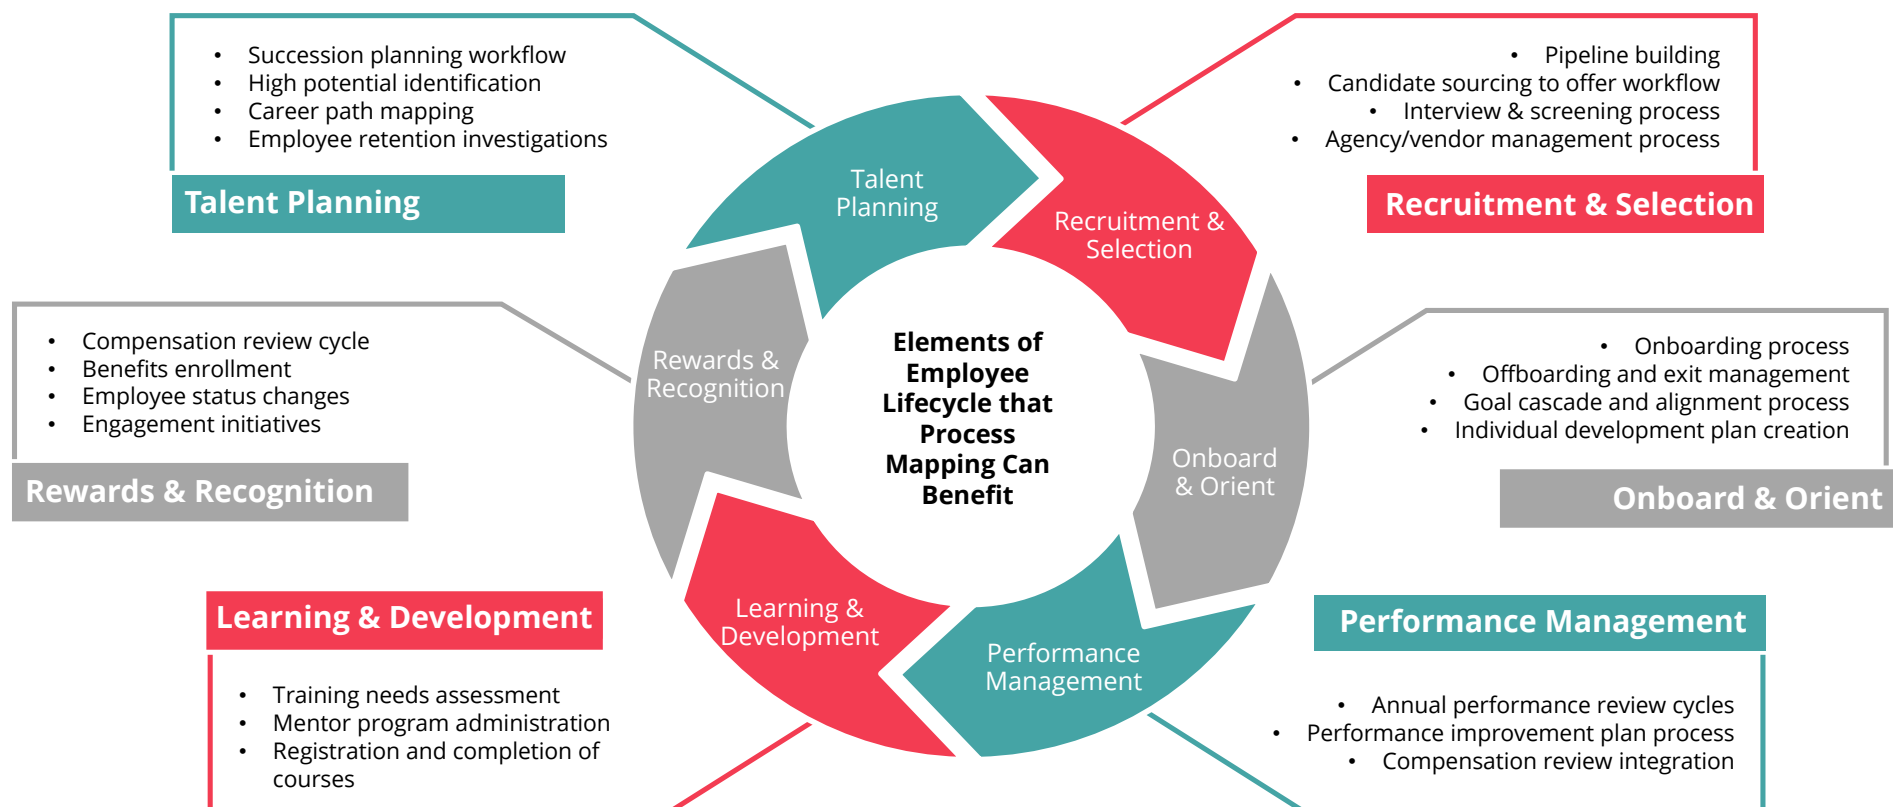 • Succession planning workflow
• High potential identification
• Career path mapping
• Employee retention investigations
Talent Planning
• Pipeline building
• Candidate sourcing to offer workflow
• Interview & screening process
• Agency/vendor management process
Recruitment & Selection
Talent
Planning
Recruitment &
Selection
• Compensation review cycle
• Benefits enrollment
• Employee status changes
• Engagement initiatives
Rewards & Recognition
Rewards &
Recognition
Elements of
Employee
Lifecycle that
Process
Mapping Can
Benefit
Onboard
& Orient
• Onboarding process
• Offboarding and exit management
• Goal cascade and alignment process
• Individual development plan creation
Onboard & Orient
Learning & Development
• Training needs assessment
• Mentor program administration
• Registration and completion of
courses
Learning &
Development
Performance
Management
Performance Management
• Annual performance review cycles
• Performance improvement plan process
• Compensation review integration